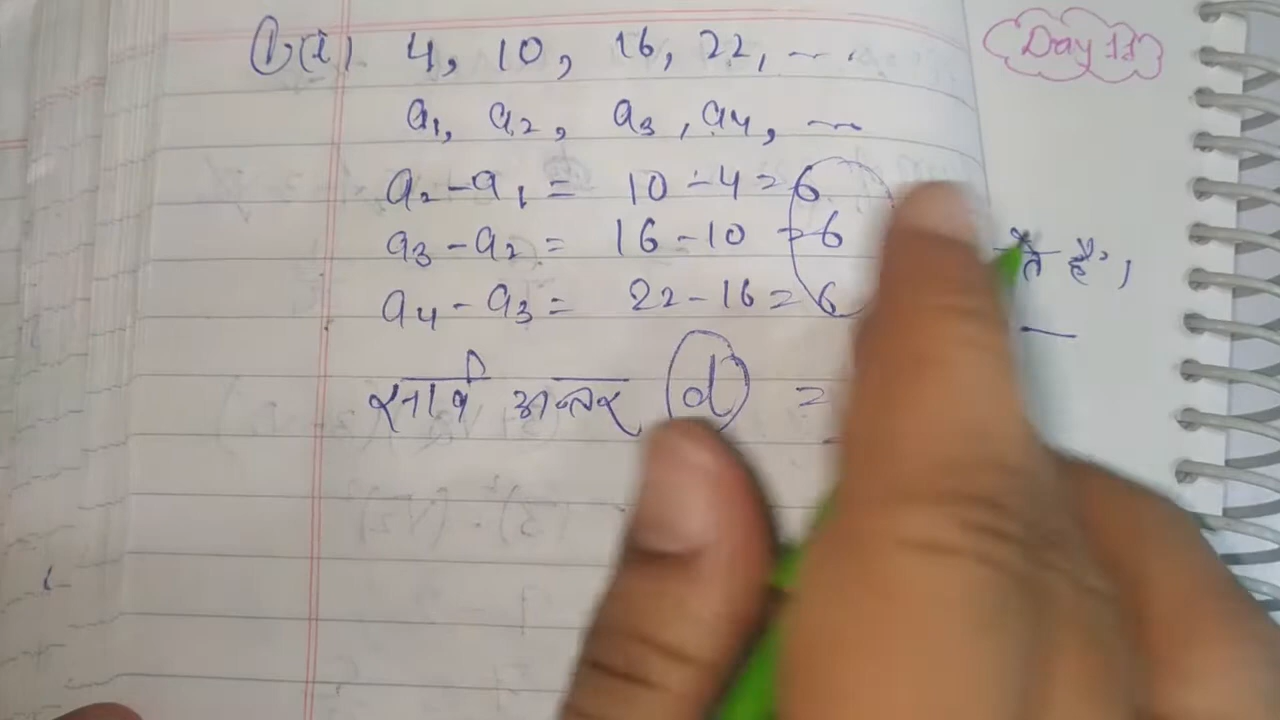 ①(i) 4, 10, 16, 22, ....
Day 11
a₁, a₂, a₃, a₄, ...
a₂ - a₁ = 10 - 4 = 6
a₃ - a₂ = 16 - 10 = 6
हैं,
a₄ - a₃ = 22 - 16 = 6
सार्व अन्तर (d) =